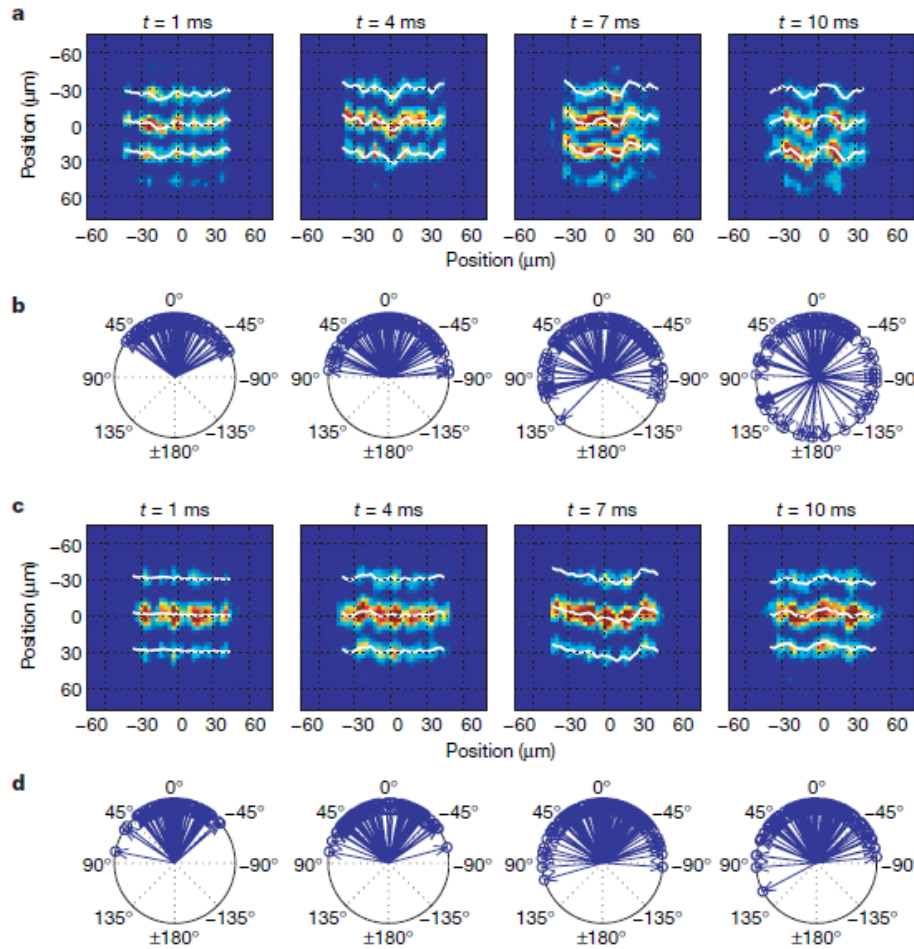 a
t = 1 ms t = 4 ms t = 7 ms t = 10 ms
Position (μm)
−60
−30
0
30
60
−60 −30 0 30 60 −60 −30 0 30 60 −60 −30 0 30 60 −60 −30 0 30 60
Position (μm)
b
0° 0° 0° 0°
45° −45° 45° −45° 45° −45° 45° −45°
90° −90° 90° −90° 90° −90° 90° −90°
135° −135° 135° −135° 135° −135° 135° −135°
±180° ±180° ±180° ±180°
c
t = 1 ms t = 4 ms t = 7 ms t = 10 ms
Position (μm)
−60
−30
0
30
60
−60 −30 0 30 60 −60 −30 0 30 60 −60 −30 0 30 60 −60 −30 0 30 60
Position (μm)
d
0° 0° 0° 0°
45° −45° 45° −45° 45° −45° 45° −45°
90° −90° 90° −90° 90° −90° 90° −90°
135° −135° 135° −135° 135° −135° 135° −135°
±180° ±180° ±180° ±180°